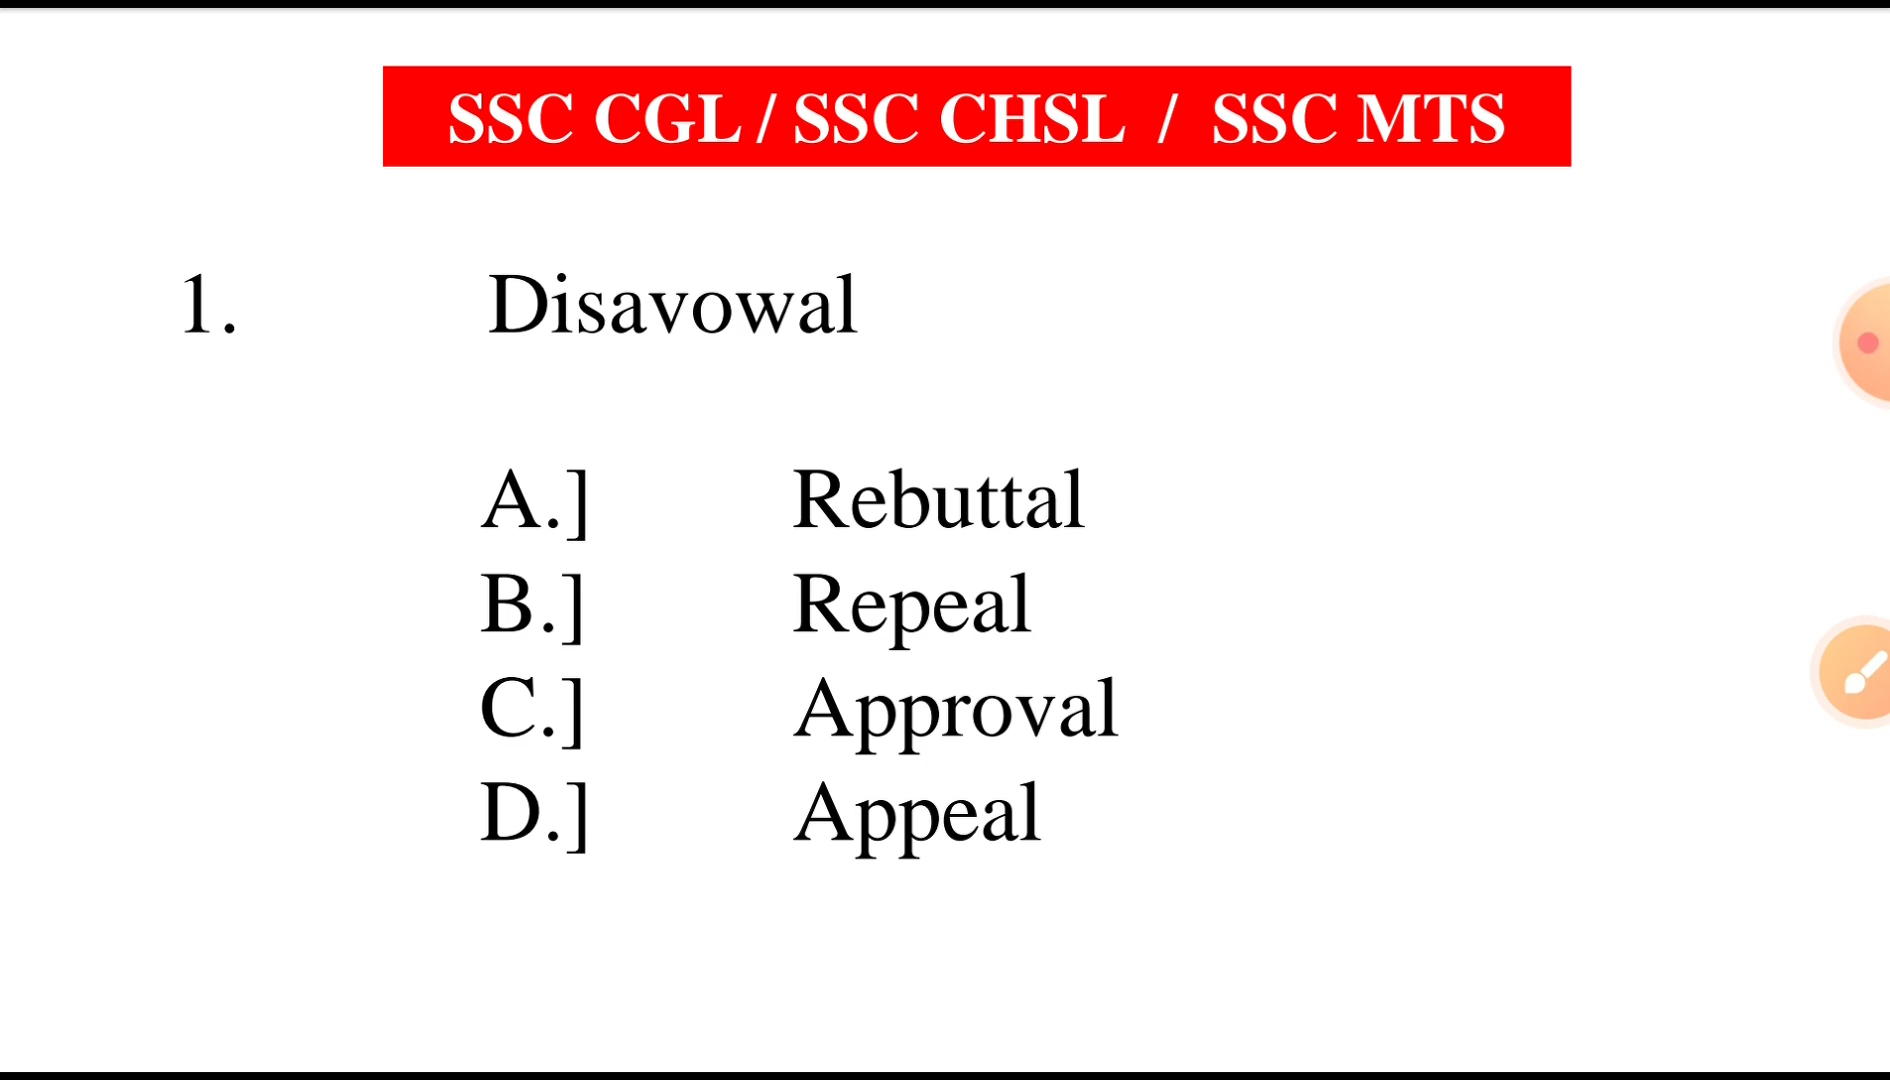 SSC CGL / SSC CHSL / SSC MTS
1. Disavowal
A.] Rebuttal
B.] Repeal
C.] Approval
D.] Appeal